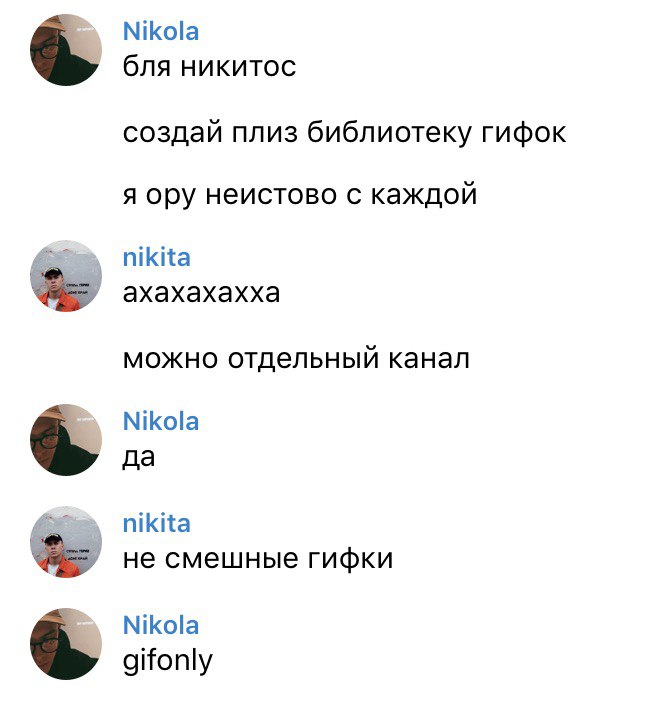 Nikola
бля никитос
создай плиз библиотеку гифок
я ору неистово с каждой
nikita
ахахахахха
можно отдельный канал
Nikola
да
nikita
не смешные гифки
Nikola
gifonly